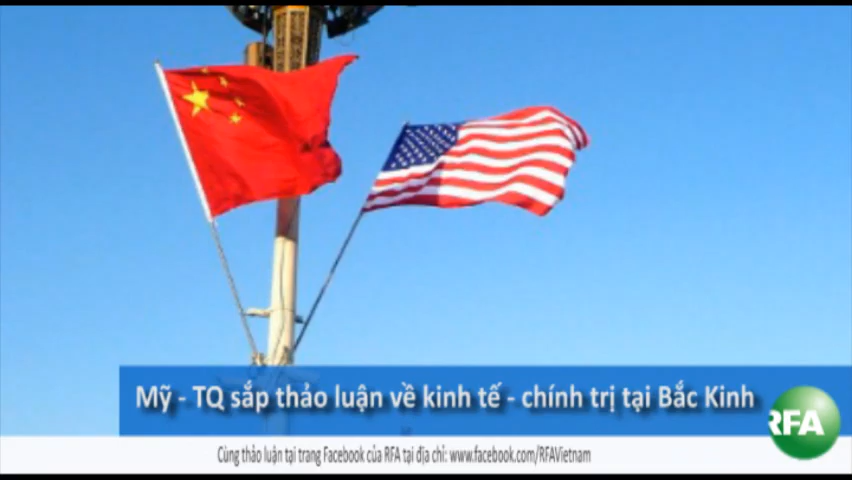 Mỹ - TQ sắp thảo luận về kinh tế - chính trị tại Bắc Kinh
RFA
Cùng thảo luận tại trang Facebook của RFA tại địa chỉ: www.facebook.com/RFAVietnam